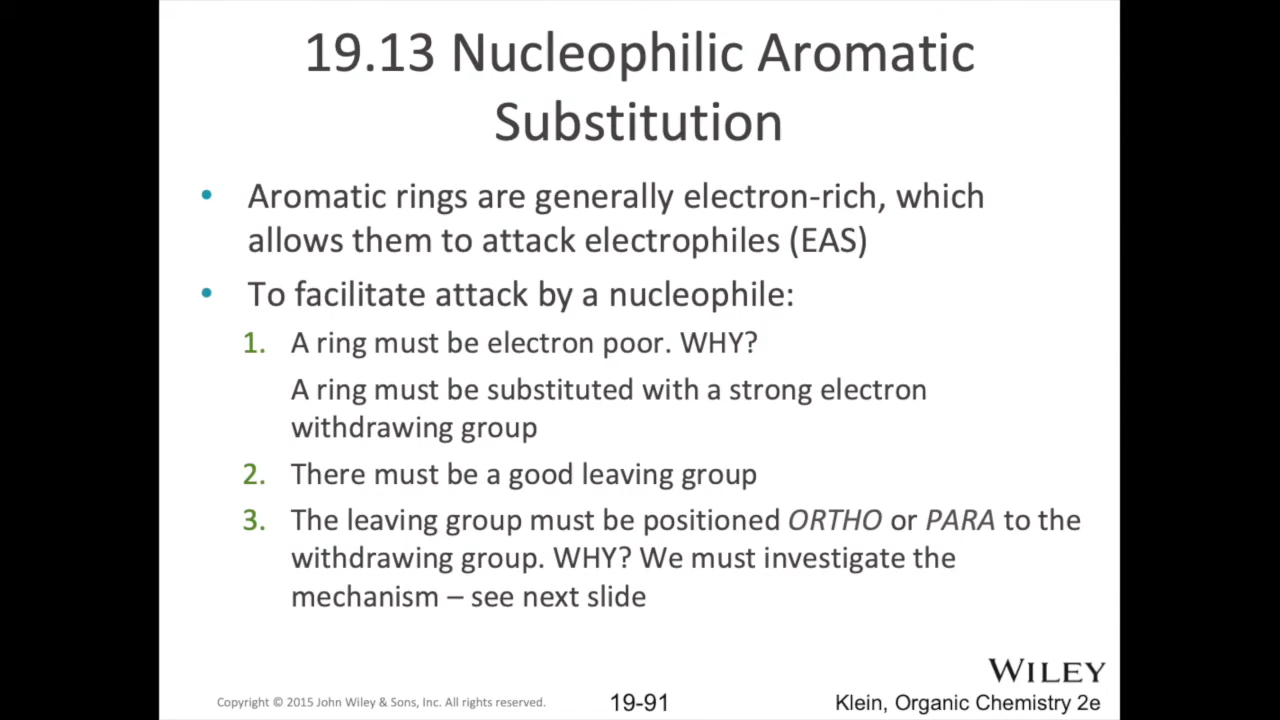 19.13 Nucleophilic Aromatic
Substitution
• Aromatic rings are generally electron-rich, which
allows them to attack electrophiles (EAS)
• To facilitate attack by a nucleophile:
1. A ring must be electron poor. WHY?
A ring must be substituted with a strong electron
withdrawing group
2. There must be a good leaving group
3. The leaving group must be positioned ORTHO or PARA to the
withdrawing group. WHY? We must investigate the
mechanism – see next slide
WILEY
Copyright © 2015 John Wiley & Sons, Inc. All rights reserved.
19-91
Klein, Organic Chemistry 2e